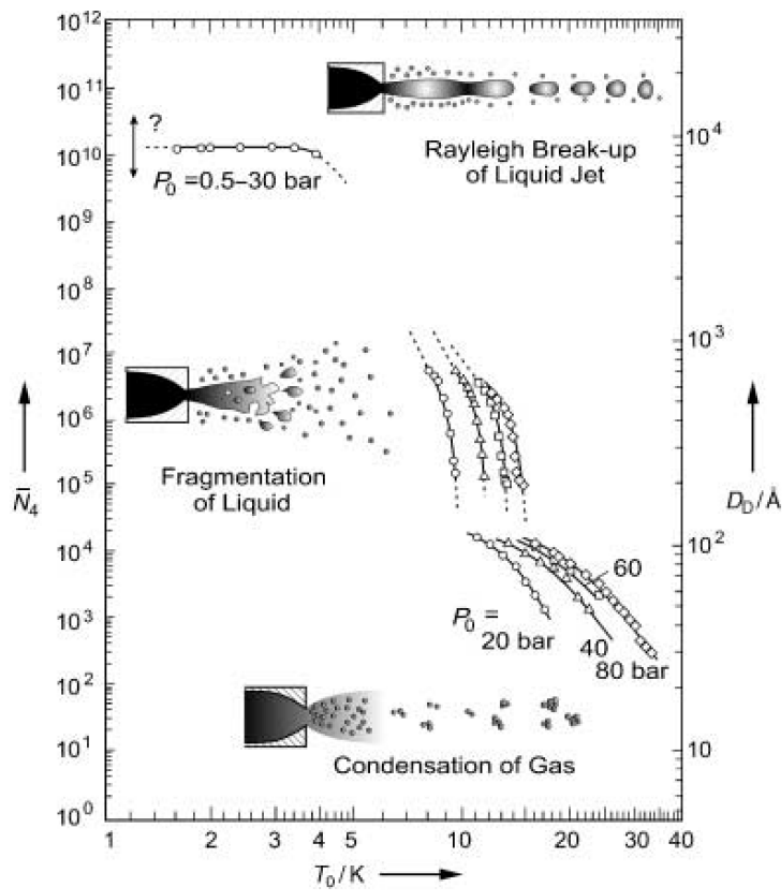 10¹²
10¹¹
10¹⁰
10⁹
10⁸
10⁷
10⁶
10⁵
10⁴
10³
10²
10¹
10⁰
N̅₄
?
P₀ =0.5–30 bar
Rayleigh Break-up
of Liquid Jet
Fragmentation
of Liquid
P₀ =
20 bar
40
60
80 bar
Condensation of Gas
10⁴
10³
10²
10
D_D/Å
1 2 3 4 5 10 20 30 40
T₀/K